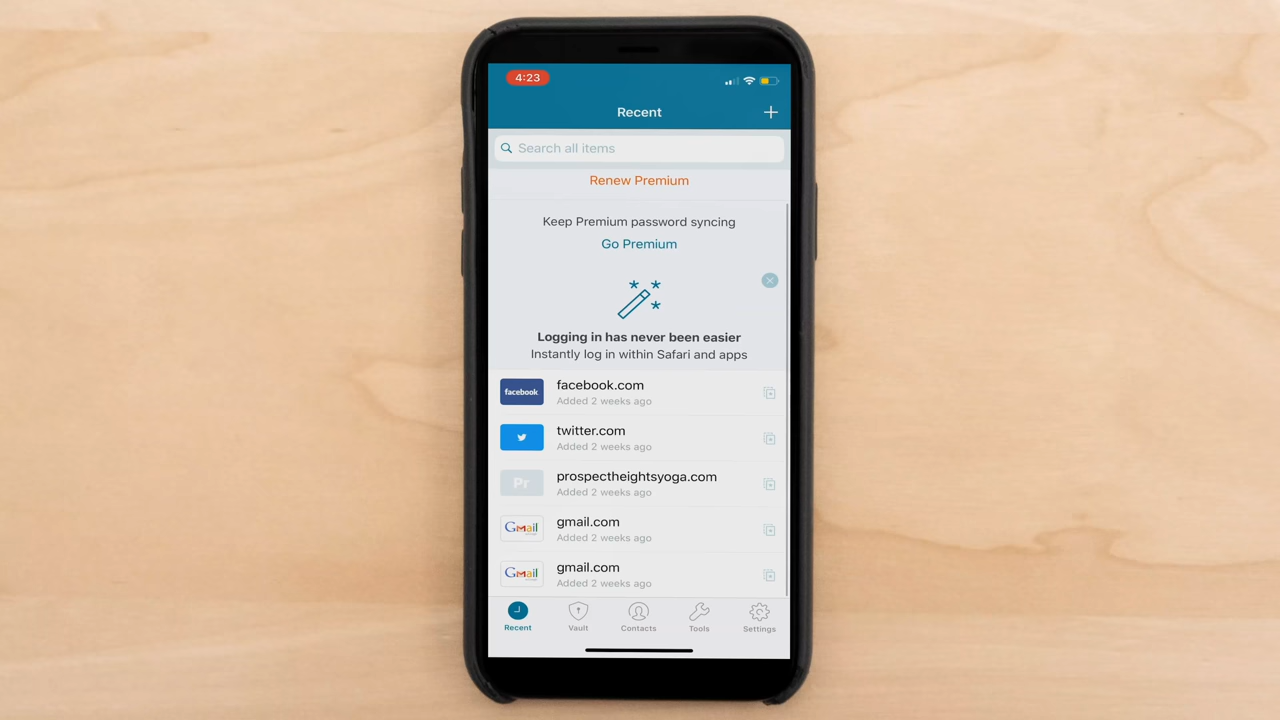 4:23
Recent
Search all items
Renew Premium
Keep Premium password syncing
Go Premium
Logging in has never been easier
Instantly log in within Safari and apps
facebook
facebook.com
Added 2 weeks ago
twitter.com
Added 2 weeks ago
Pr
prospectheightsyoga.com
Added 2 weeks ago
Gmail
gmail.com
Added 2 weeks ago
Gmail
gmail.com
Added 2 weeks ago
Recent Vault Contacts Tools Settings